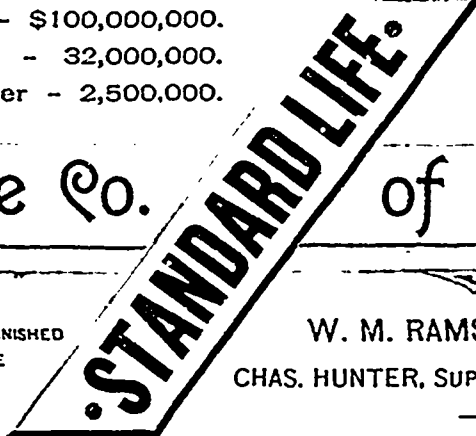 – $100,000,000.
– 32,000,000.
er – 2,500,000.
e Co. of
• STANDARD LIFE •
NISHED
E
W. M. RAMS
CHAS. HUNTER, SUP